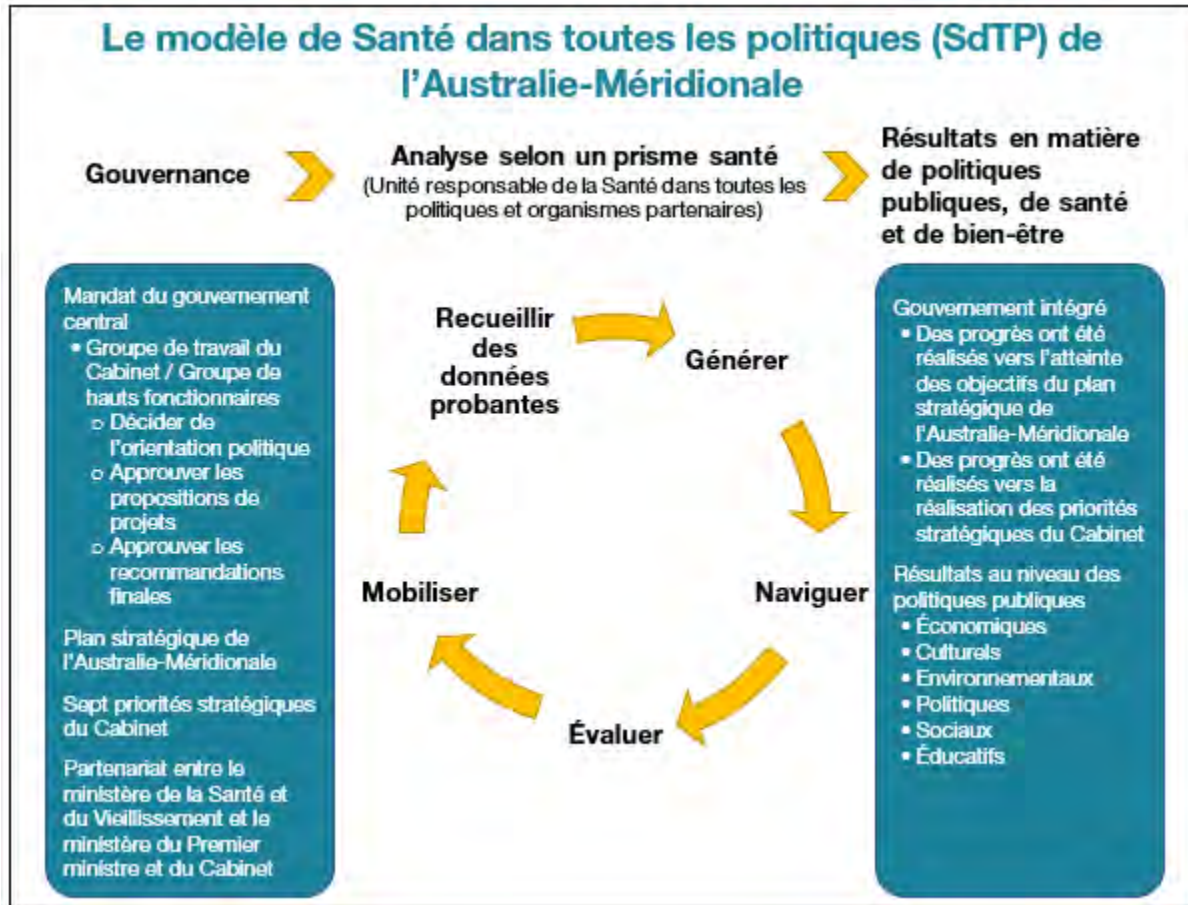 Le modèle de Santé dans toutes les politiques (SdTP) de
l'Australie-Méridionale
Gouvernance
Analyse selon un prisme santé
(Unité responsable de la Santé dans toutes les
politiques et organismes partenaires)
Résultats en matière
de politiques
publiques, de santé
et de bien-être
Mandat du gouvernement
central
• Groupe de travail du
Cabinet / Groupe de
hauts fonctionnaires
o Décider de
l'orientation politique
o Approuver les
propositions de
projets
o Approuver les
recommandations
finales
Plan stratégique de
l'Australie-Méridionale
Sept priorités stratégiques
du Cabinet
Partenariat entre le
ministère de la Santé et
du Vieillissement et le
ministère du Premier
ministre et du Cabinet
Recueillir
des
données
probantes
Générer
Naviguer
Évaluer
Mobiliser
Gouvernement intégré
• Des progrès ont été
réalisés vers l'atteinte
des objectifs du plan
stratégique de
l'Australie-Méridionale
• Des progrès ont été
réalisés vers la
réalisation des priorités
stratégiques du Cabinet
Résultats au niveau des
politiques publiques
• Économiques
• Culturels
• Environnementaux
• Politiques
• Sociaux
• Éducatifs